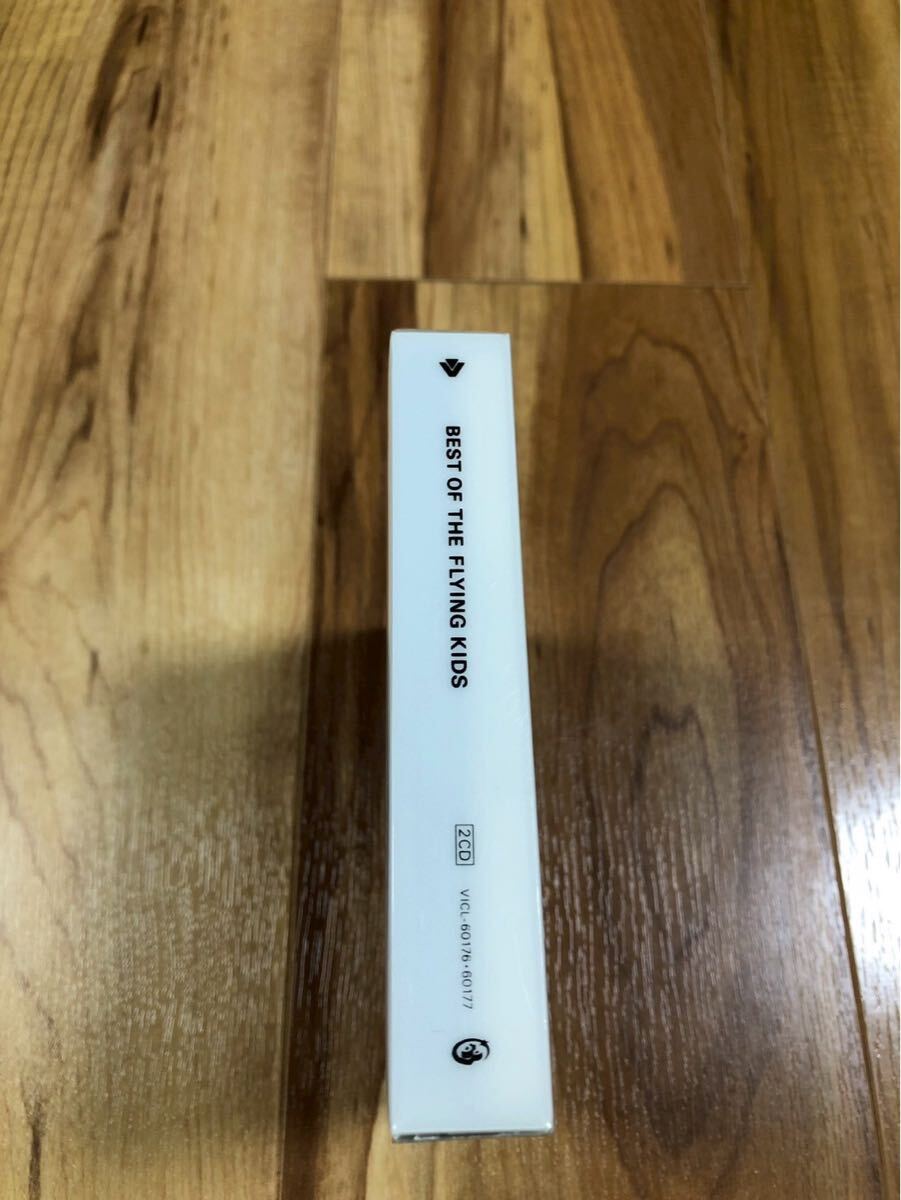 BEST OF THE FLYING KIDS
2CD
VICL-60176・60177